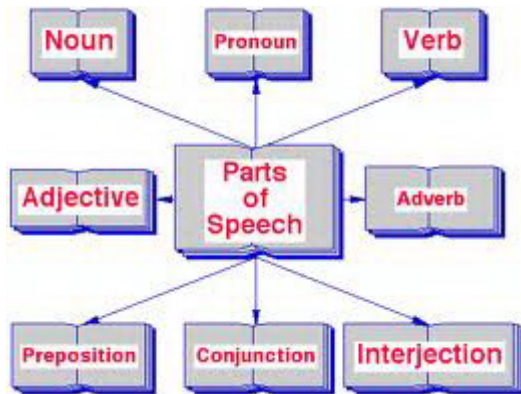 Noun
Pronoun
Verb
Adjective
Parts
of
Speech
Adverb
Preposition
Conjunction
Interjection